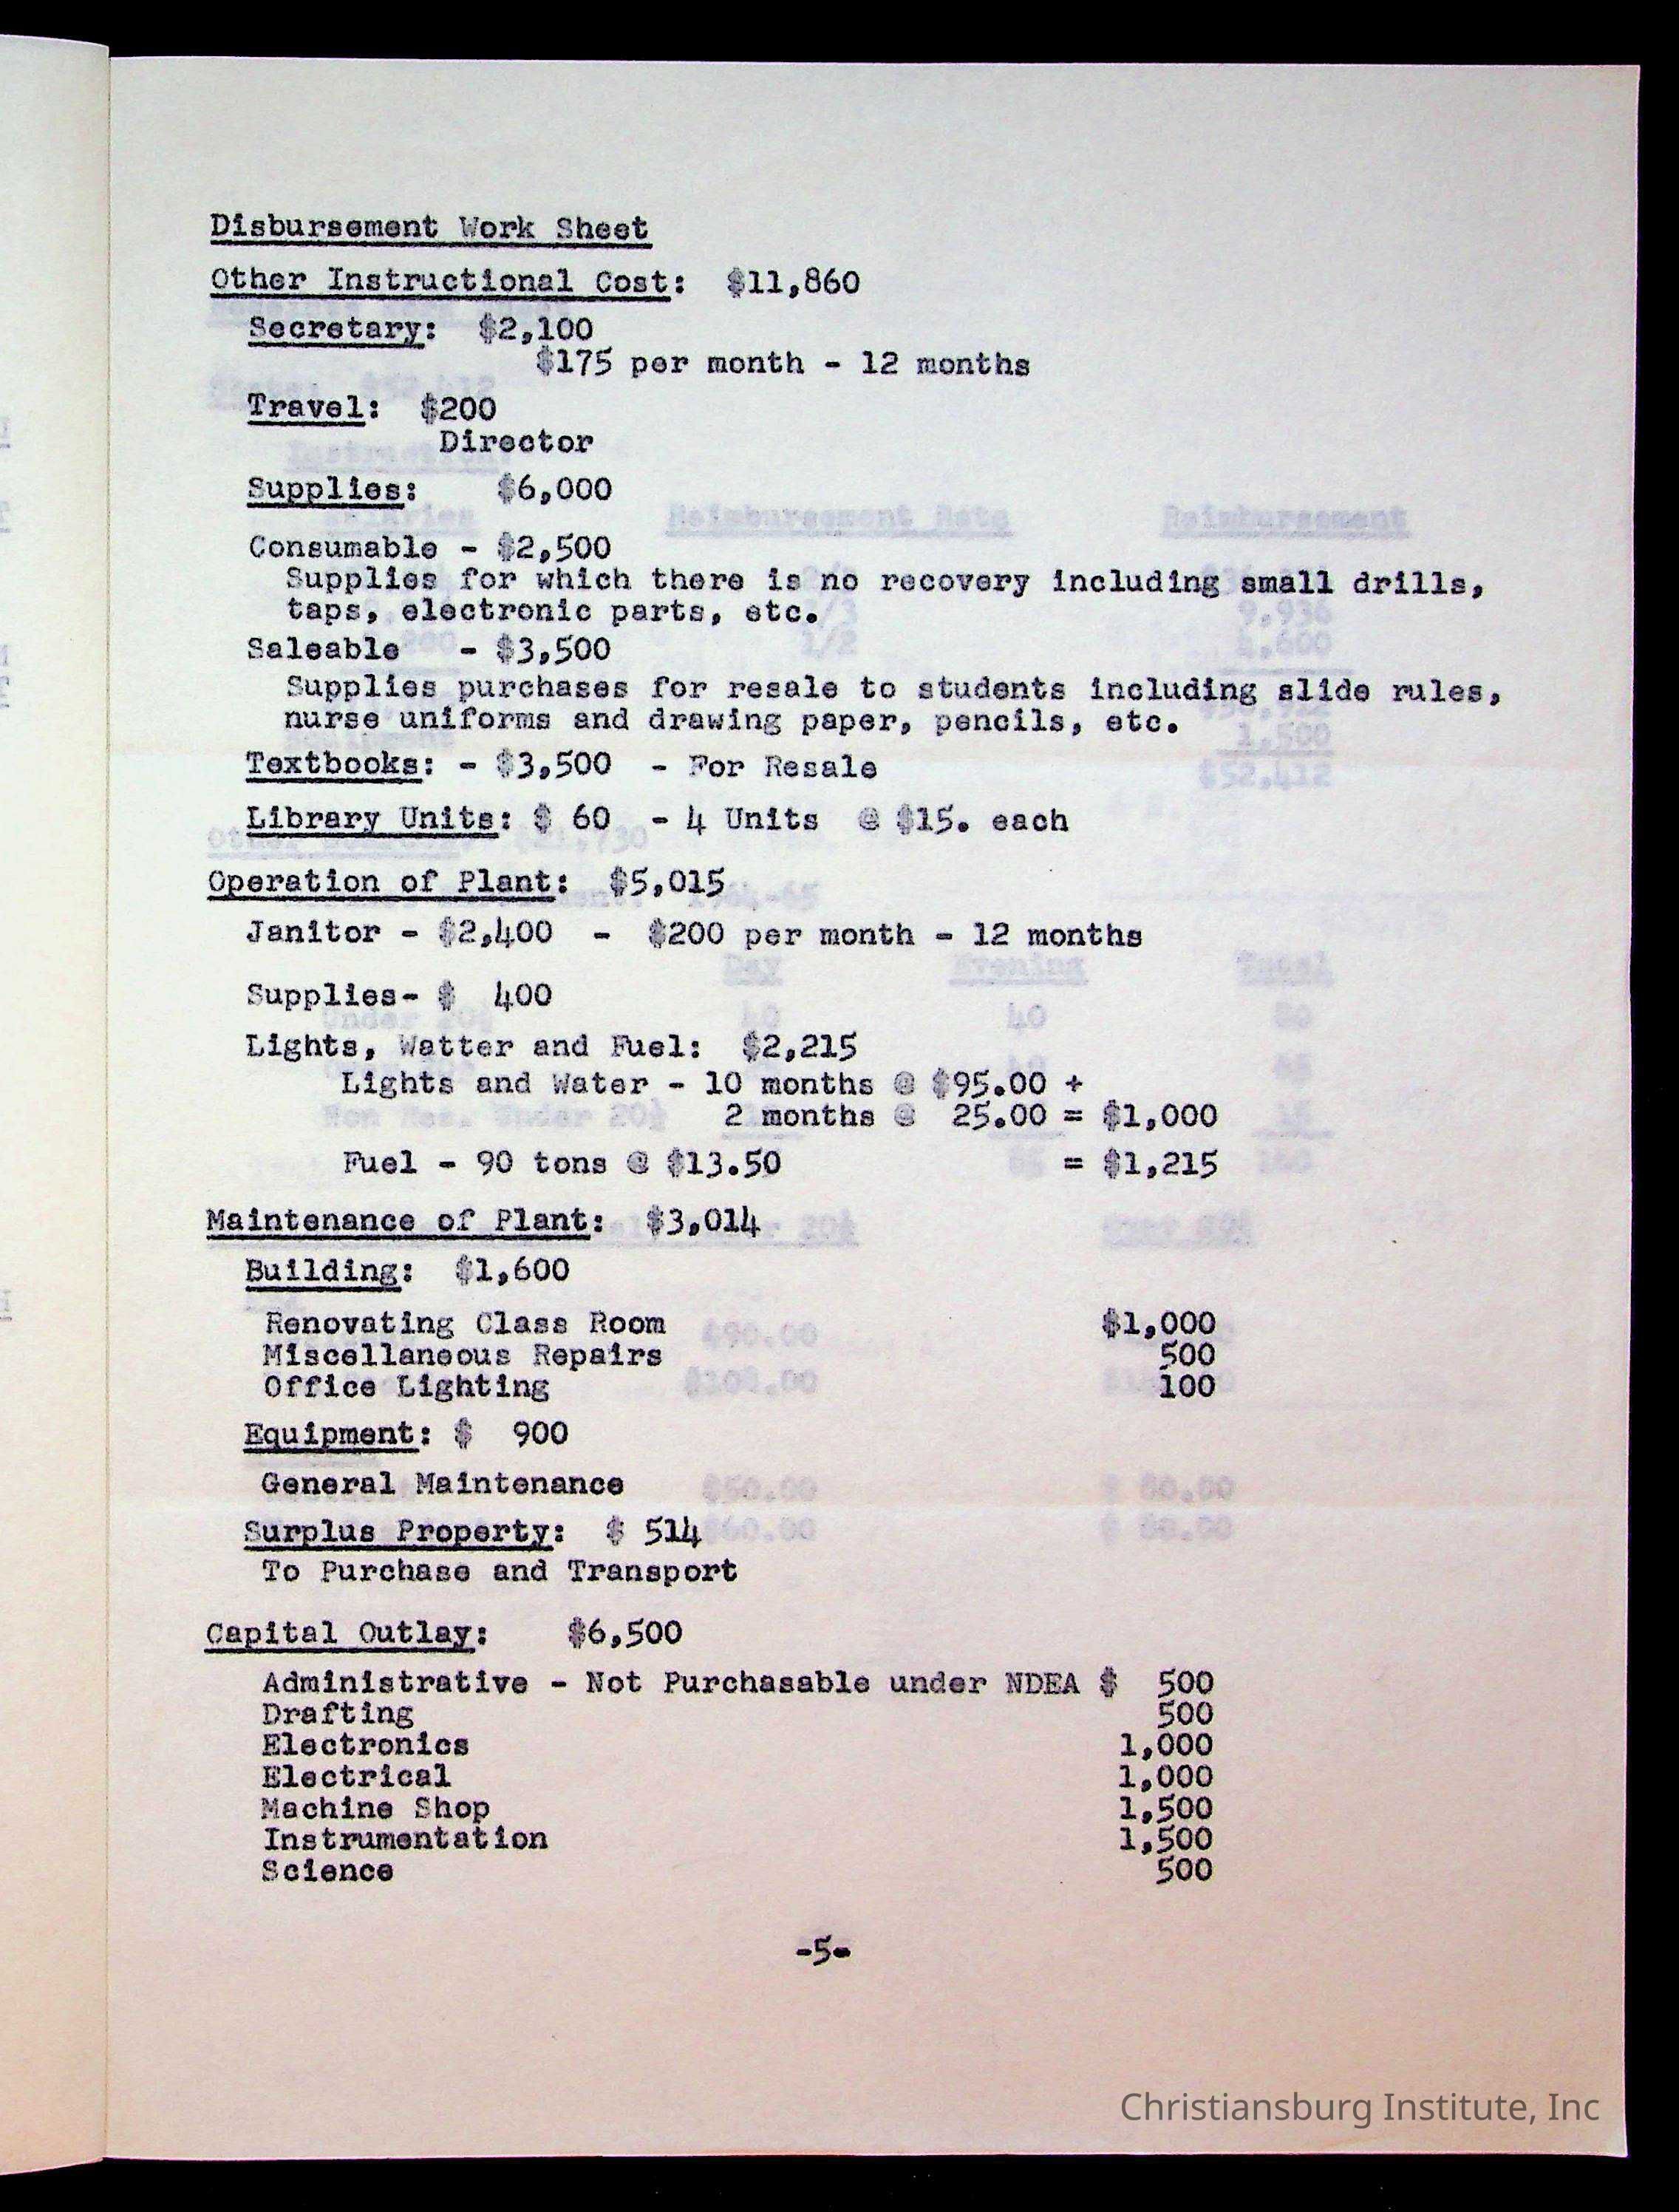 Disbursement Work Sheet
Other Instructional Cost: $11,860
Secretary: $2,100
$175 per month - 12 months
Travel: $200
Director
Supplies: $6,000
Consumable - $2,500
Supplies for which there is no recovery including small drills,
taps, electronic parts, etc.
Saleable - $3,500
Supplies purchases for resale to students including slide rules,
nurse uniforms and drawing paper, pencils, etc.
Textbooks: - $3,500 - For Resale
Library Units: $ 60 - 4 Units @ $15. each
Operation of Plant: $5,015
Janitor - $2,400 - $200 per month - 12 months
Supplies- $ 400
Lights, Watter and Fuel: $2,215
Lights and Water - 10 months @ $95.00 +
2 months @ 25.00 = $1,000
Fuel - 90 tons @ $13.50 = $1,215
Maintenance of Plant: $3,014
Building: $1,600
Renovating Class Room $1,000
Miscellaneous Repairs 500
Office Lighting 100
Equipment: $ 900
General Maintenance
Surplus Property: $ 514
To Purchase and Transport
Capital Outlay: $6,500
Administrative - Not Purchasable under NDEA $ 500
Drafting 500
Electronics 1,000
Electrical 1,000
Machine Shop 1,500
Instrumentation 1,500
Science 500
-5-
Christiansburg Institute, Inc